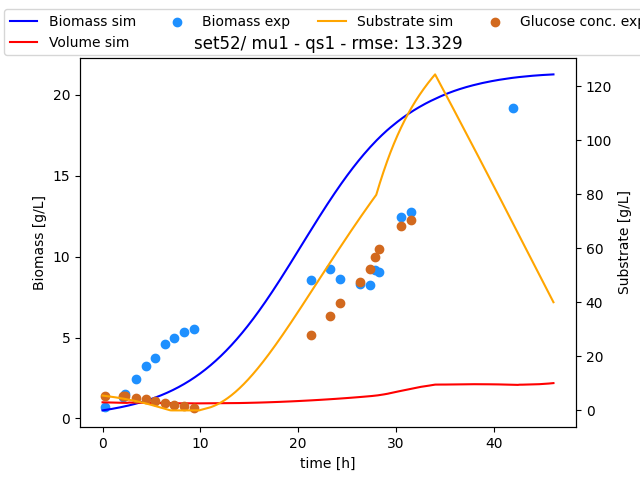 Biomass sim Biomass exp Substrate sim Glucose conc. exp
Volume sim
set52/ mu1 - qs1 - rmse: 13.329
20
15
10
5
0
Biomass [g/L]
0 10 20 30 40
time [h]
120
100
80
60
40
20
0
Substrate [g/L]